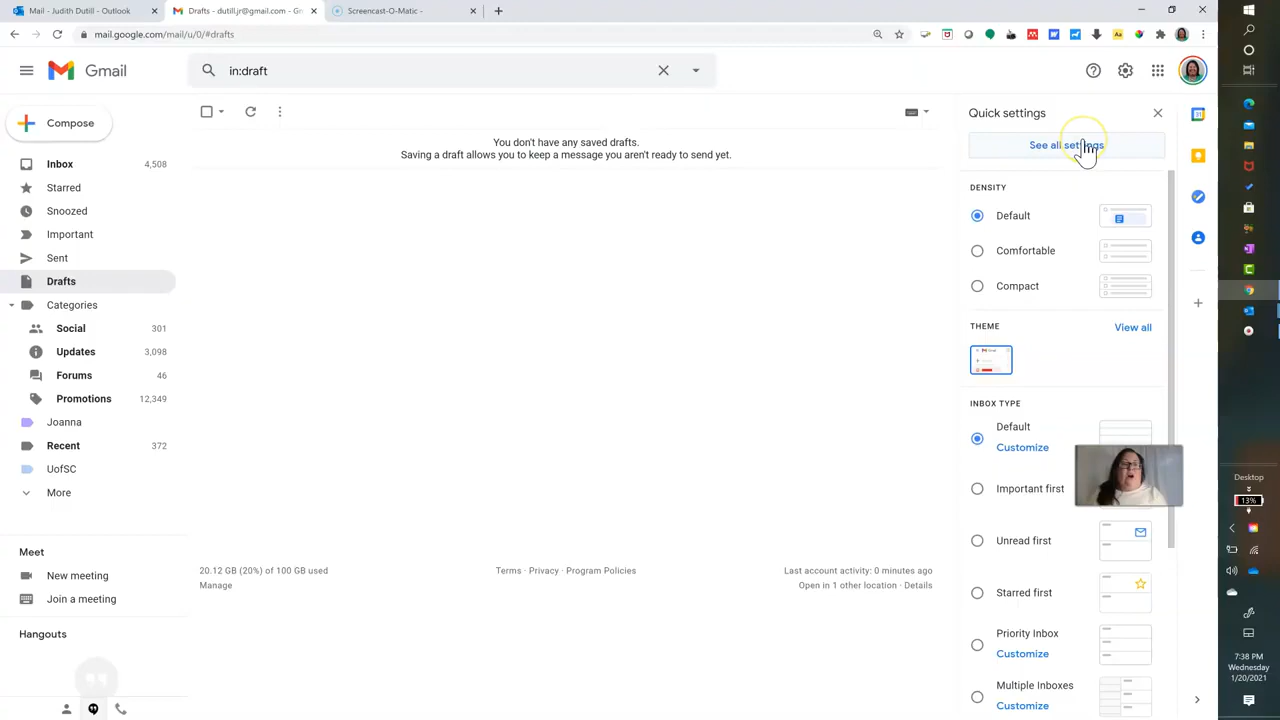 Mail - Judith Dutill - Outlook
Drafts - dutill.jr@gmail.com - Gm
Screencast-O-Matic -
mail.google.com/mail/u/0/#drafts
Gmail
in:draft
Compose
Inbox 4,508
Starred
Snoozed
Important
Sent
Drafts
Categories
Social 301
Updates 3,098
Forums 46
Promotions 12,349
Joanna
Recent 372
UofSC
More
Meet
New meeting
Join a meeting
Hangouts
You don't have any saved drafts.
Saving a draft allows you to keep a message you aren't ready to send yet.
20.12 GB (20%) of 100 GB used
Manage
Terms · Privacy · Program Policies
Last account activity: 0 minutes ago
Open in 1 other location · Details
Quick settings
See all settings
DENSITY
Default
Comfortable
Compact
THEME
View all
INBOX TYPE
Default
Customize
Important first
Unread first
Starred first
Priority Inbox
Customize
Multiple Inboxes
Customize
Desktop
13%
7:38 PM
Wednesday
1/20/2021